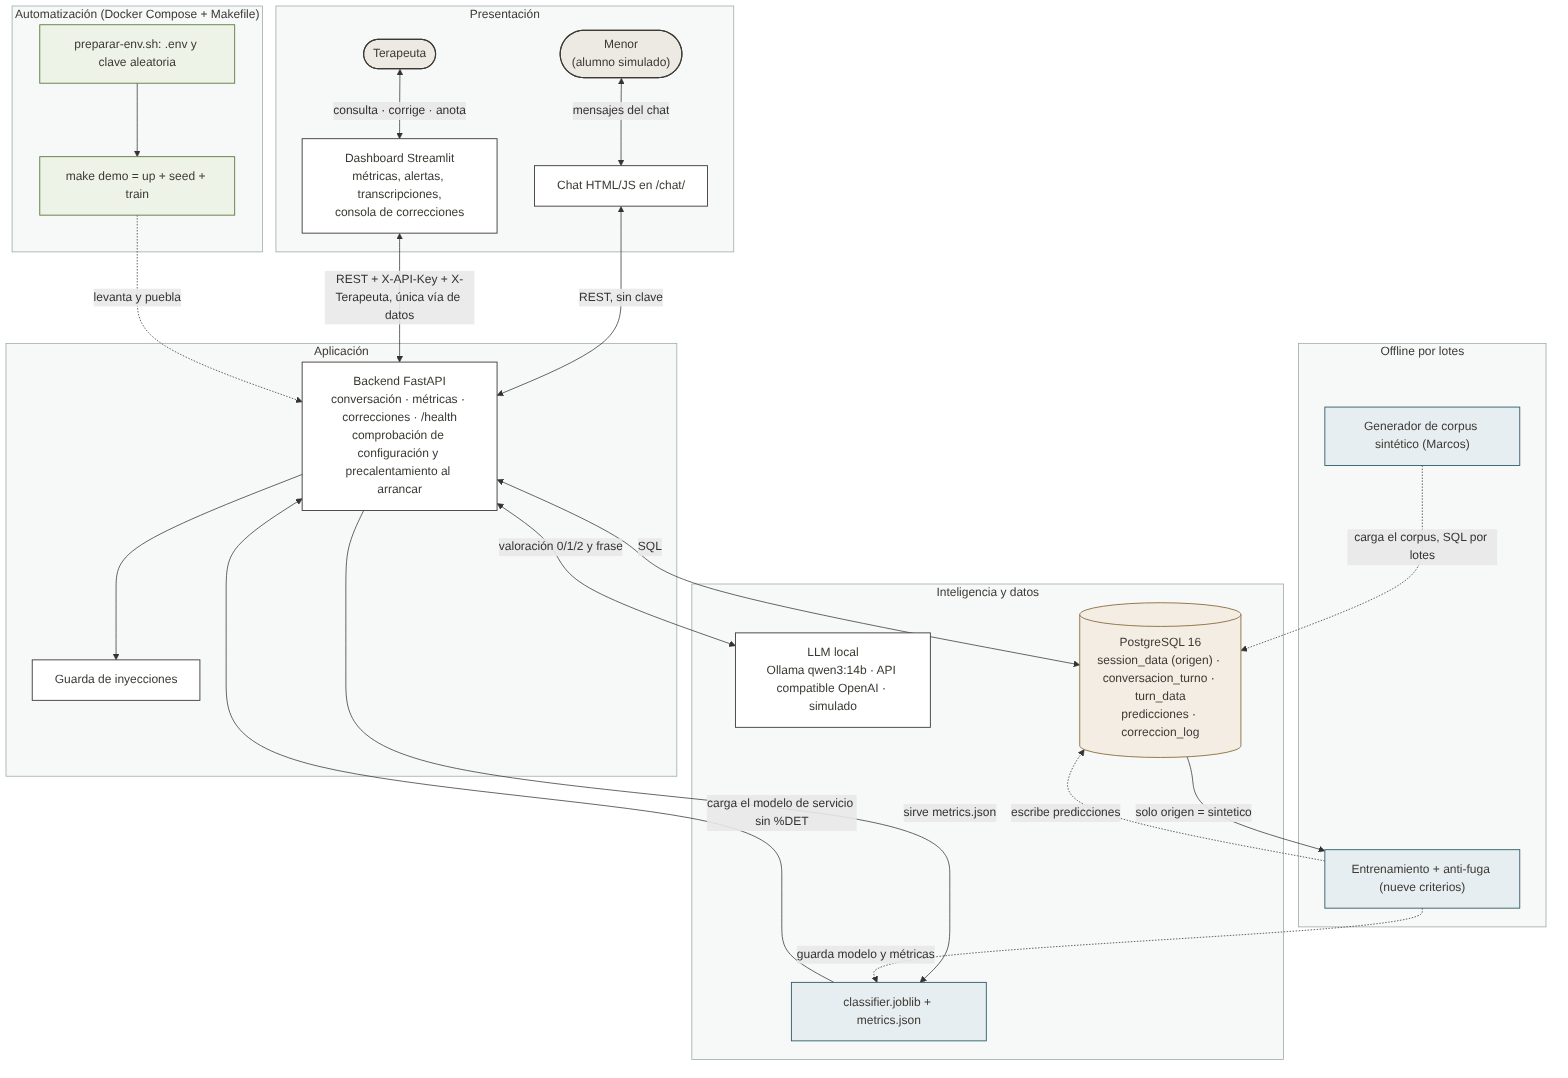 Automatización (Docker Compose + Makefile)
preparar-env.sh: .env y
clave aleatoria
make demo = up + seed +
train
levanta y puebla
Presentación
Terapeuta
consulta · corrige · anota
Dashboard Streamlit
métricas, alertas,
transcripciones,
consola de correcciones
Menor
(alumno simulado)
mensajes del chat
Chat HTML/JS en /chat/
REST + X-API-Key + X-
Terapeuta, única vía de
datos
REST, sin clave
Aplicación
Backend FastAPI
conversación · métricas ·
correcciones · /health
comprobación de
configuración y
precalentamiento al
arrancar
Guarda de inyecciones
valoración 0/1/2 y frase
SQL
Offline por lotes
Generador de corpus
sintético (Marcos)
carga el corpus, SQL por
lotes
Inteligencia y datos
LLM local
Ollama qwen3:14b · API
compatible OpenAI ·
simulado
PostgreSQL 16
session_data (origen) ·
conversacion_turno ·
turn_data
predicciones ·
correccion_log
carga el modelo de servicio
sin %DET
sirve metrics.json
escribe predicciones
solo origen = sintetico
Entrenamiento + anti-fuga
(nueve criterios)
guarda modelo y métricas
classifier.joblib +
metrics.json